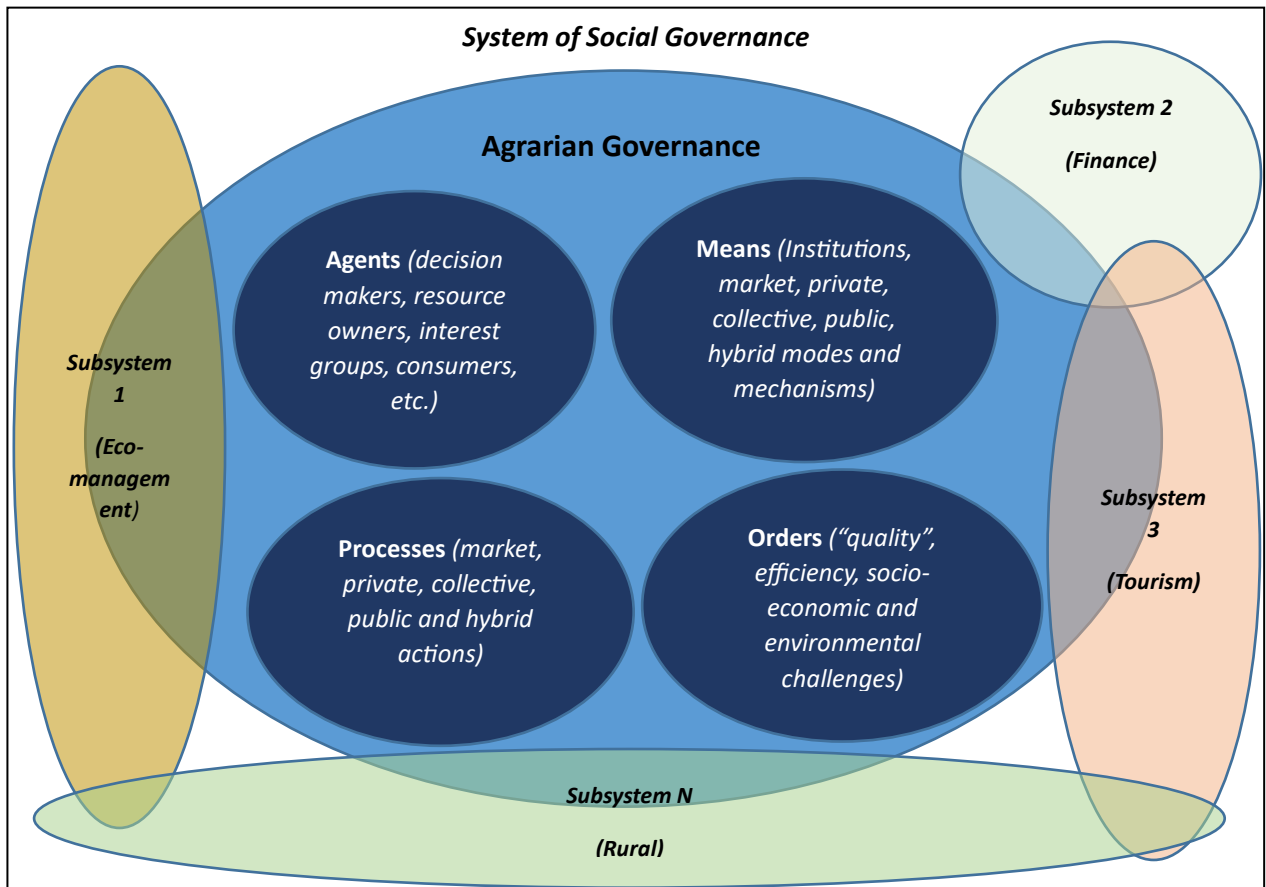 System of Social Governance
Subsystem 2
(Finance)
Agrarian Governance
Agents (decision
makers, resource
owners, interest
groups, consumers,
etc.)
Means (Institutions,
market, private,
collective, public,
hybrid modes and
mechanisms)
Subsystem
1
(Eco-
managem
ent)
Processes (market,
private, collective,
public and hybrid
actions)
Orders (“quality”,
efficiency, socio-
economic and
environmental
challenges)
Subsystem
3
(Tourism)
Subsystem N
(Rural)